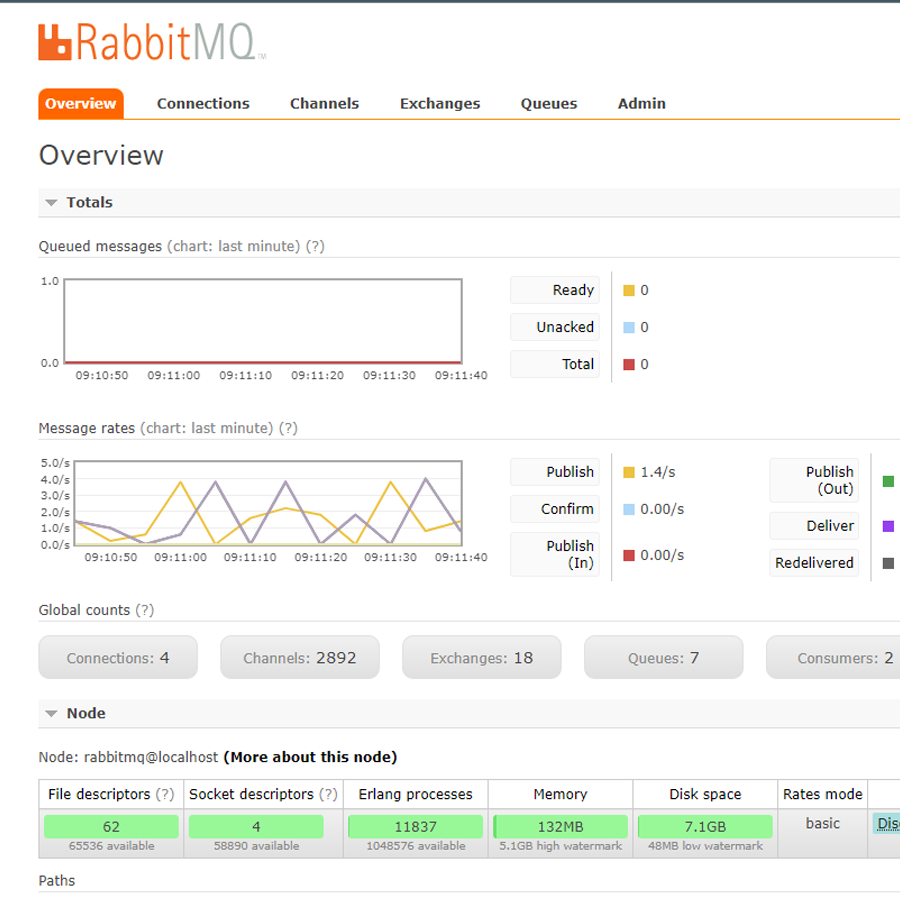 RabbitMQ™
Overview Connections Channels Exchanges Queues Admin
Overview
Totals
Queued messages (chart: last minute) (?)
1.0
0.0
09:10:50 09:11:00 09:11:10 09:11:20 09:11:30 09:11:40
Ready 0
Unacked 0
Total 0
Message rates (chart: last minute) (?)
5.0/s
4.0/s
3.0/s
2.0/s
1.0/s
0.0/s
09:10:50 09:11:00 09:11:10 09:11:20 09:11:30 09:11:40
Publish 1.4/s
Confirm 0.00/s
Publish
(In) 0.00/s
Publish
(Out)
Deliver
Redelivered
Global counts (?)
Connections: 4 Channels: 2892 Exchanges: 18 Queues: 7 Consumers: 2
Node
Node: rabbitmq@localhost (More about this node)
File descriptors (?) Socket descriptors (?) Erlang processes Memory Disk space Rates mode
62 4 11837 132MB 7.1GB basic Dis
65536 available 58890 available 1048576 available 5.1GB high watermark 48MB low watermark
Paths